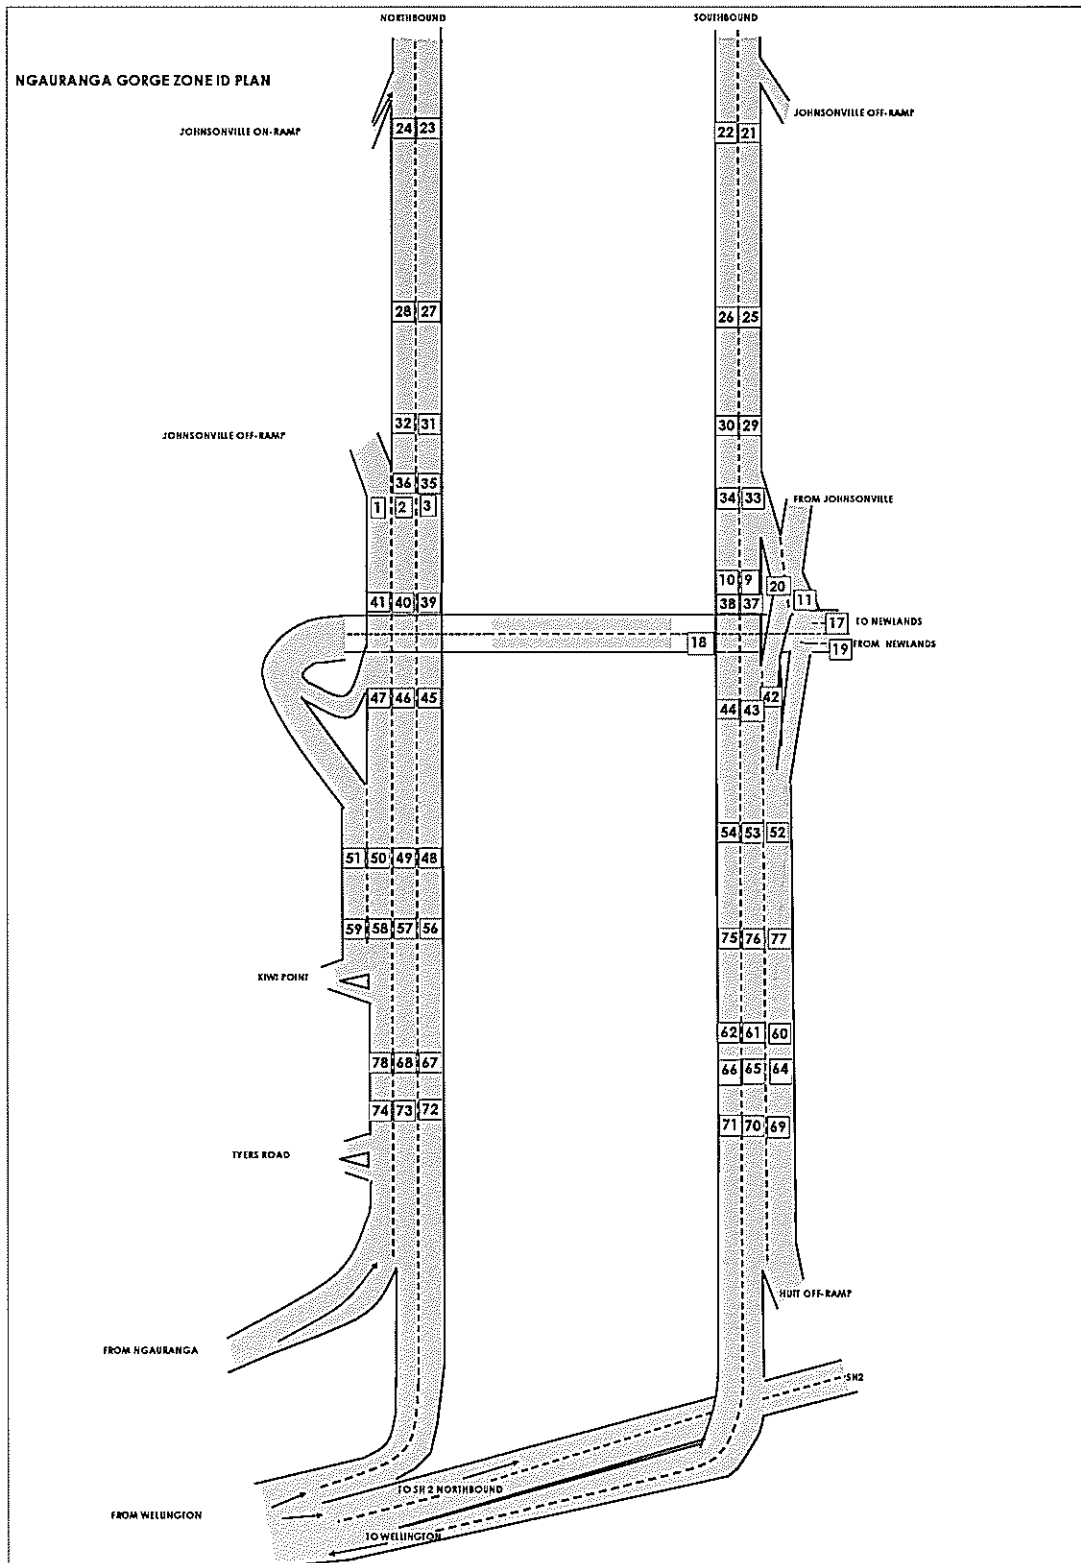 NORTHBOUND SOUTHBOUND
NGAURANGA GORGE ZONE ID PLAN
JOHNSONVILLE OFF-RAMP
JOHNSONVILLE ON-RAMP 24 23 22 21
28 27 26 25
32 31 30 29
JOHNSONVILLE OFF-RAMP
36 35
1 2 3 34 33 FROM JOHNSONVILLE
10 9 20
41 40 39 38 37 11
17 TO NEWLANDS
18 19 FROM NEWLANDS
47 46 45 42
44 43
54 53 52
51 50 49 48
59 58 57 56 75 76 77
KIWI POINT
62 61 60
78 68 67 66 65 64
74 73 72 71 70 69
TYERS ROAD
HUTT OFF-RAMP
FROM NGAURANGA
SH2
TO SH 2 NORTHBOUND
FROM WELLINGTON
TO WELLINGTON